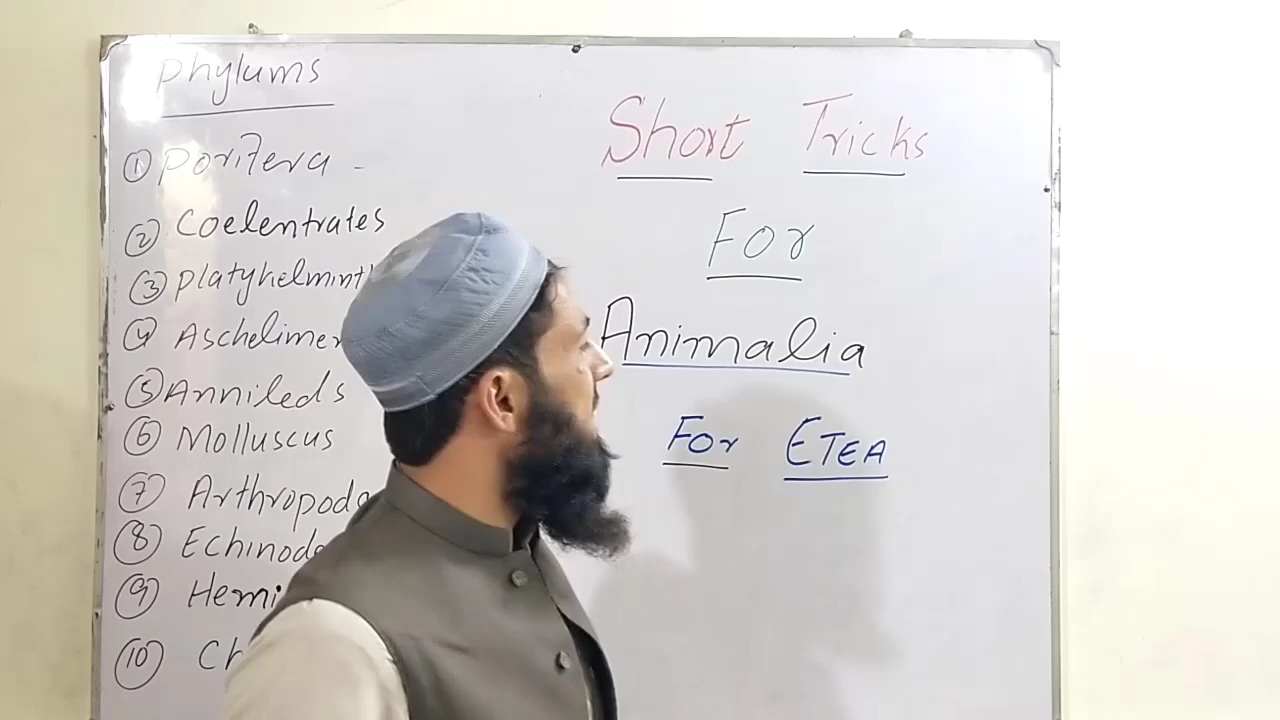 Phylums
① Porifera -
② Coelentrates
③ Platyhelminth
④ Aschelimen
⑤ Annileds
⑥ Molluscus
⑦ Arthropoda
⑧ Echinod
⑨ Hemi
⑩ Ch
Short Tricks
For
Animalia
For ETEA